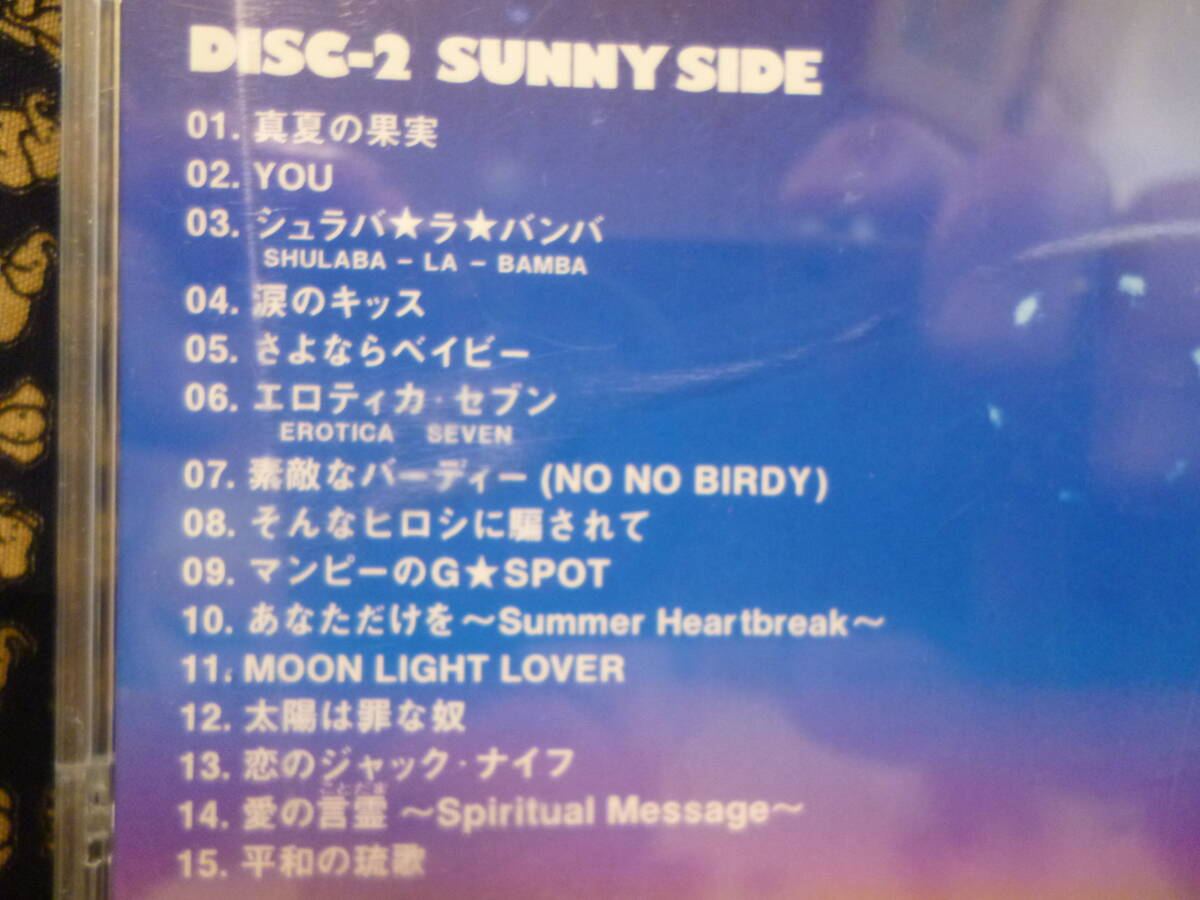 DISC-2 SUNNY SIDE
01. 真夏の果実
02. YOU
03. シュラバ★ラ★バンバ
SHULABA – LA – BAMBA
04. 涙のキッス
05. さよならベイビー
06. エロティカ・セブン
EROTICA SEVEN
07. 素敵なバーディー (NO NO BIRDY)
08. そんなヒロシに騙されて
09. マンピーのG★SPOT
10. あなただけを～Summer Heartbreak～
11. MOON LIGHT LOVER
12. 太陽は罪な奴
13. 恋のジャック・ナイフ
ことだま
14. 愛の言霊 ～Spiritual Message～
15. 平和の琉歌